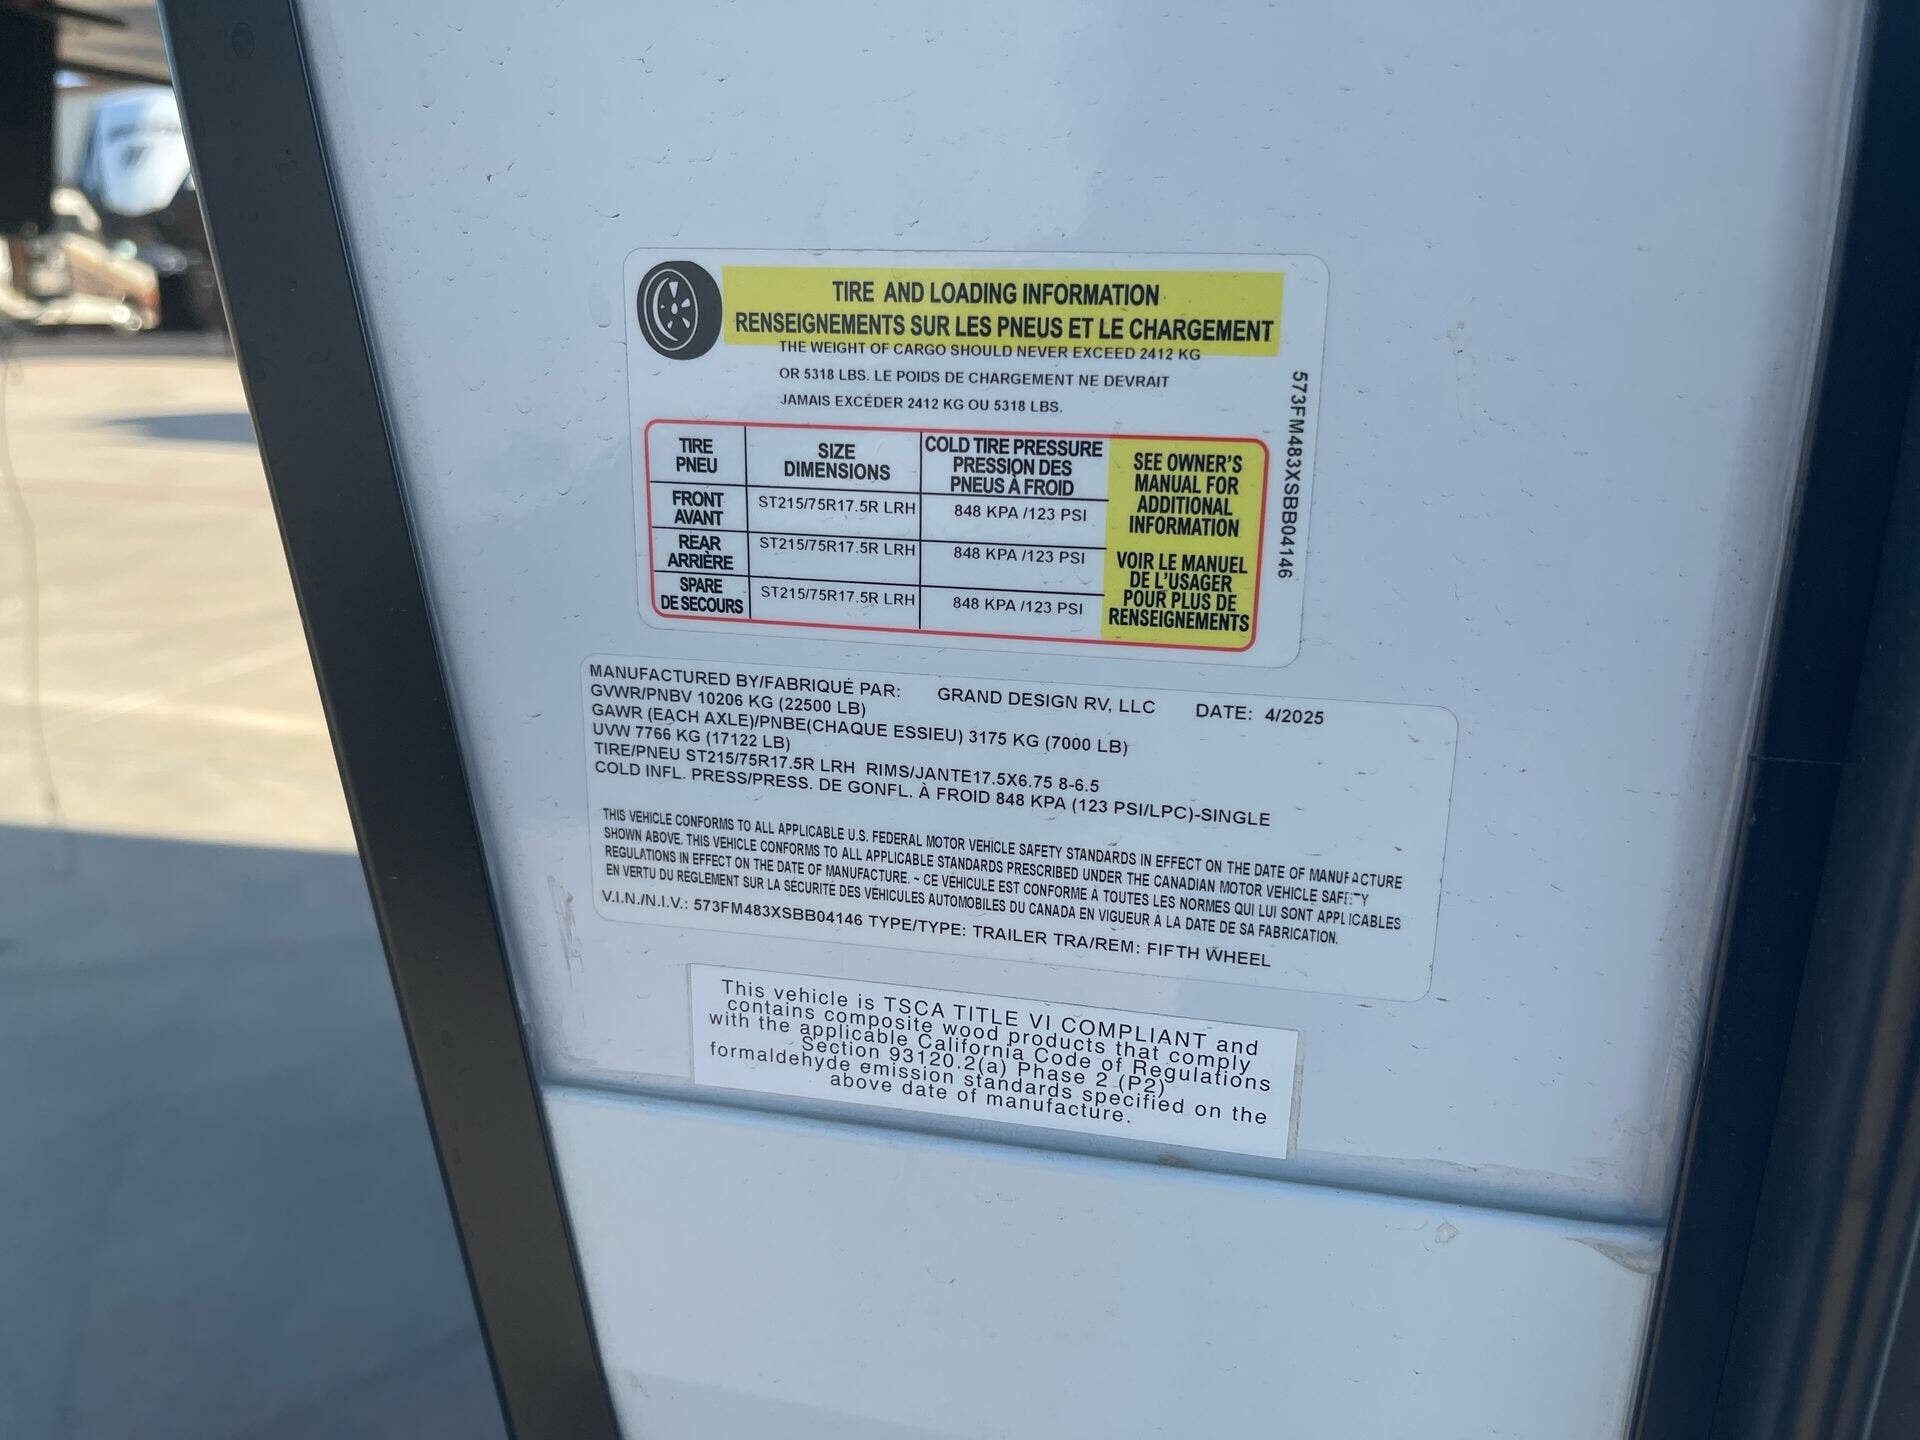 TIRE AND LOADING INFORMATION
RENSEIGNEMENTS SUR LES PNEUS ET LE CHARGEMENT
THE WEIGHT OF CARGO SHOULD NEVER EXCEED 2412 KG
OR 5318 LBS. LE POIDS DE CHARGEMENT NE DEVRAIT
JAMAIS EXCÉDER 2412 KG OU 5318 LBS.
TIRE
PNEU
SIZE
DIMENSIONS
COLD TIRE PRESSURE
PRESSION DES
PNEUS À FROID
FRONT
AVANT
ST215/75R17.5R LRH
848 KPA /123 PSI
REAR
ARRIÈRE
ST215/75R17.5R LRH
848 KPA /123 PSI
SPARE
DE SECOURS
ST215/75R17.5R LRH
848 KPA /123 PSI
SEE OWNER'S
MANUAL FOR
ADDITIONAL
INFORMATION
VOIR LE MANUEL
DE L'USAGER
POUR PLUS DE
RENSEIGNEMENTS
573FM483XSBB04146
MANUFACTURED BY/FABRIQUÉ PAR: GRAND DESIGN RV, LLC DATE: 4/2025
GVWR/PNBV 10206 KG (22500 LB)
GAWR (EACH AXLE)/PNBE(CHAQUE ESSIEU) 3175 KG (7000 LB)
UVW 7766 KG (17122 LB)
TIRE/PNEU ST215/75R17.5R LRH RIMS/JANTE17.5X6.75 8-6.5
COLD INFL. PRESS/PRESS. DE GONFL. À FROID 848 KPA (123 PSI/LPC)-SINGLE
THIS VEHICLE CONFORMS TO ALL APPLICABLE U.S. FEDERAL MOTOR VEHICLE SAFETY STANDARDS IN EFFECT ON THE DATE OF MANUFACTURE
SHOWN ABOVE. THIS VEHICLE CONFORMS TO ALL APPLICABLE STANDARDS PRESCRIBED UNDER THE CANADIAN MOTOR VEHICLE SAFETY
REGULATIONS IN EFFECT ON THE DATE OF MANUFACTURE. ~ CE VÉHICULE EST CONFORME À TOUTES LES NORMES QUI LUI SONT APPLICABLES
EN VERTU DU RÈGLEMENT SUR LA SÉCURITÉ DES VÉHICULES AUTOMOBILES DU CANADA EN VIGUEUR À LA DATE DE SA FABRICATION.
V.I.N./N.I.V.: 573FM483XSBB04146 TYPE/TYPE: TRAILER TRA/REM: FIFTH WHEEL
This vehicle is TSCA TITLE VI COMPLIANT and
contains composite wood products that comply
with the applicable California Code of Regulations
Section 93120.2(a) Phase 2 (P2)
formaldehyde emission standards specified on the
above date of manufacture.